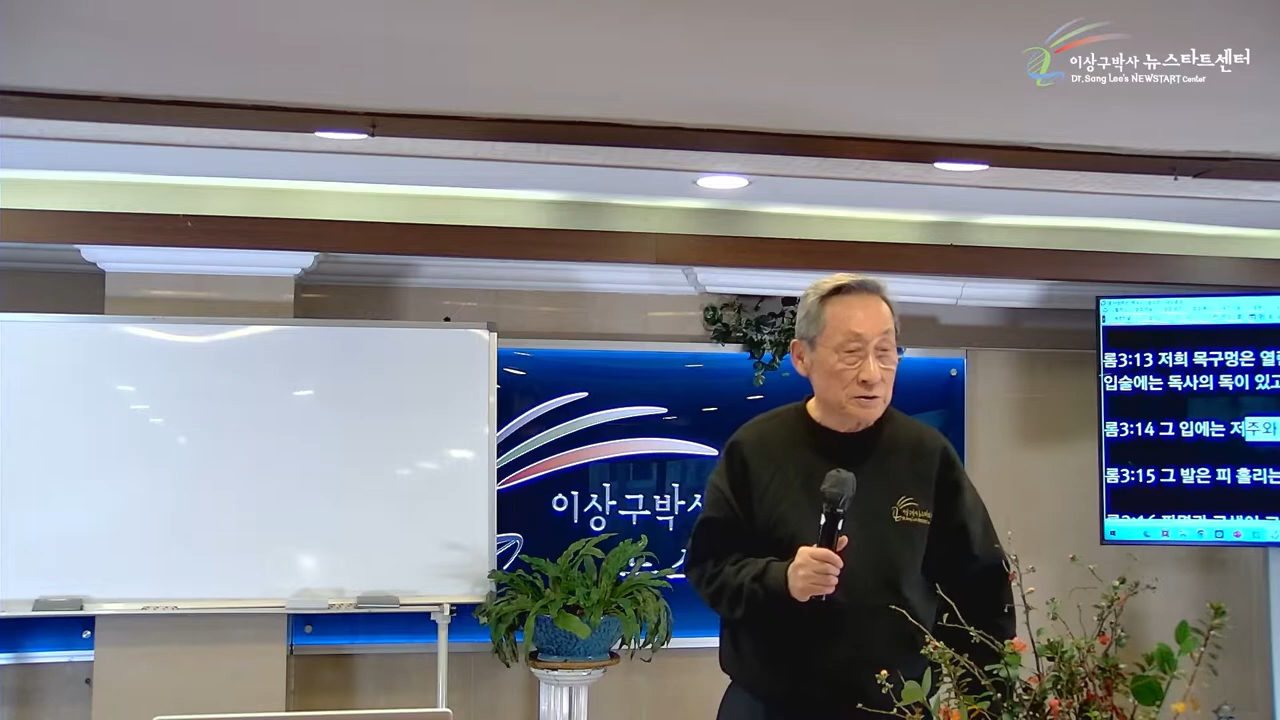 이상구박사 뉴스타트센터
Dr. Sang Lee's NEWSTART Center
롬3:13 저희 목구멍은 열
입술에는 독사의 독이 있고
롬3:14 그 입에는 저주와
롬3:15 그 발은 피 흘리는
이상구박사